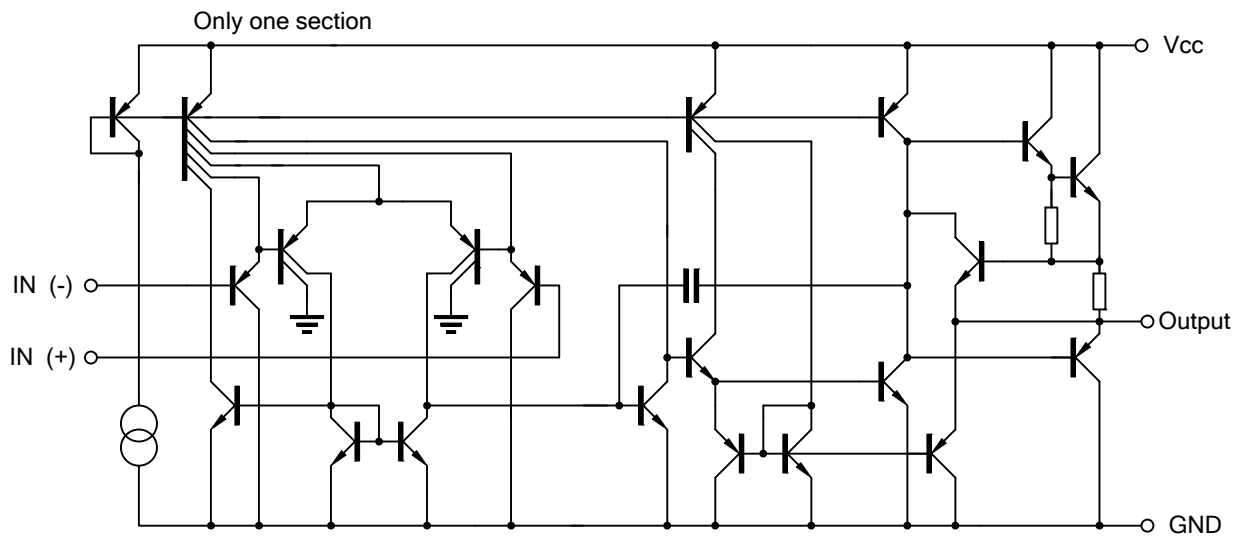 Only one section
Vcc
IN (-)
Output
IN (+)
GND